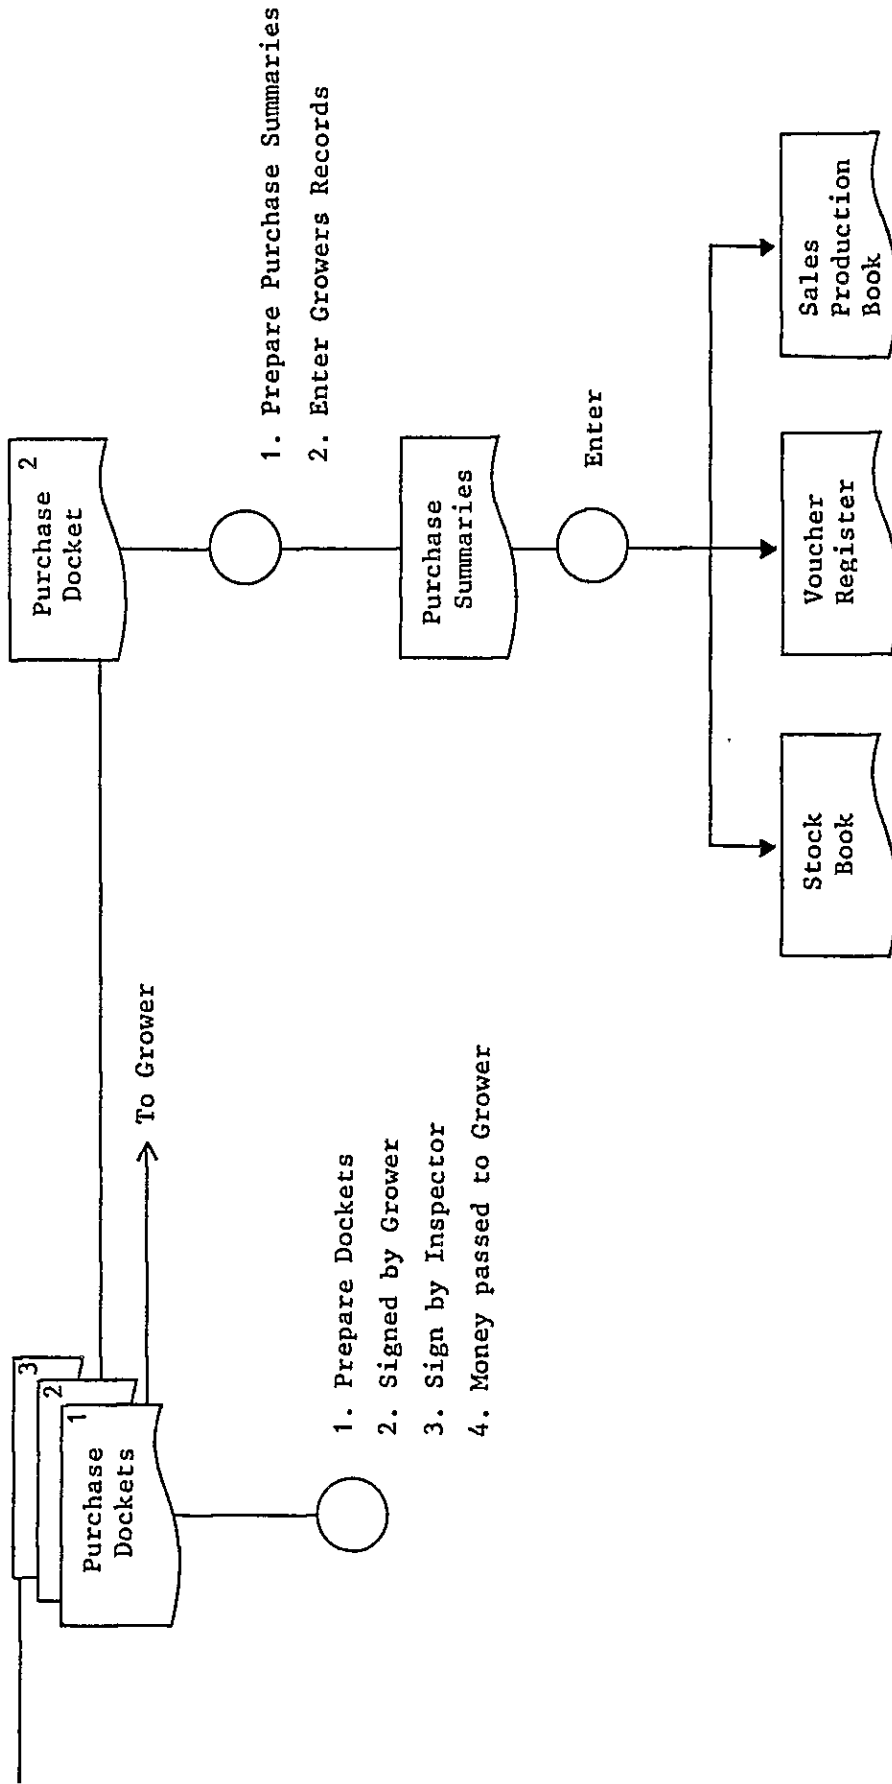 3
2
1
Purchase
Dockets
To Grower
1. Prepare Dockets
2. Signed by Grower
3. Sign by Inspector
4. Money passed to Grower
2
Purchase
Docket
1. Prepare Purchase Summaries
2. Enter Growers Records
Purchase
Summaries
Enter
Stock
Book
Voucher
Register
Sales
Production
Book